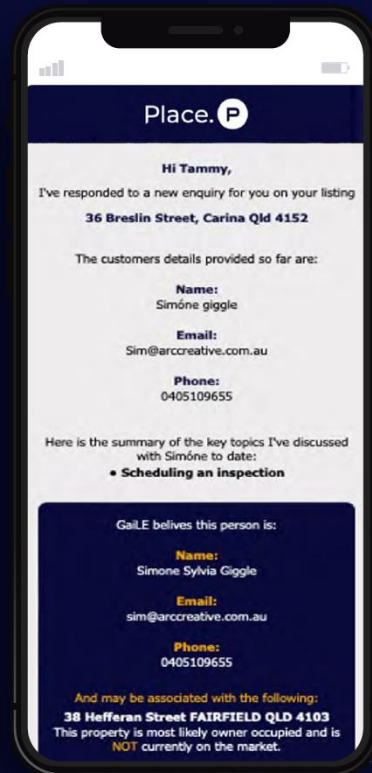 Place. P
Hi Tammy,
I've responded to a new enquiry for you on your listing
36 Breslin Street, Carina Qld 4152
The customers details provided so far are:
Name:
Simóne giggle
Email:
Sim@arccreative.com.au
Phone:
0405109655
Here is the summary of the key topics I've discussed
with Simóne to date:
• Scheduling an inspection
GaiLE belives this person is:
Name:
Simone Sylvia Giggle
Email:
sim@arccreative.com.au
Phone:
0405109655
And may be associated with the following:
38 Hefferan Street FAIRFIELD QLD 4103
This property is most likely owner occupied and is
NOT currently on the market.